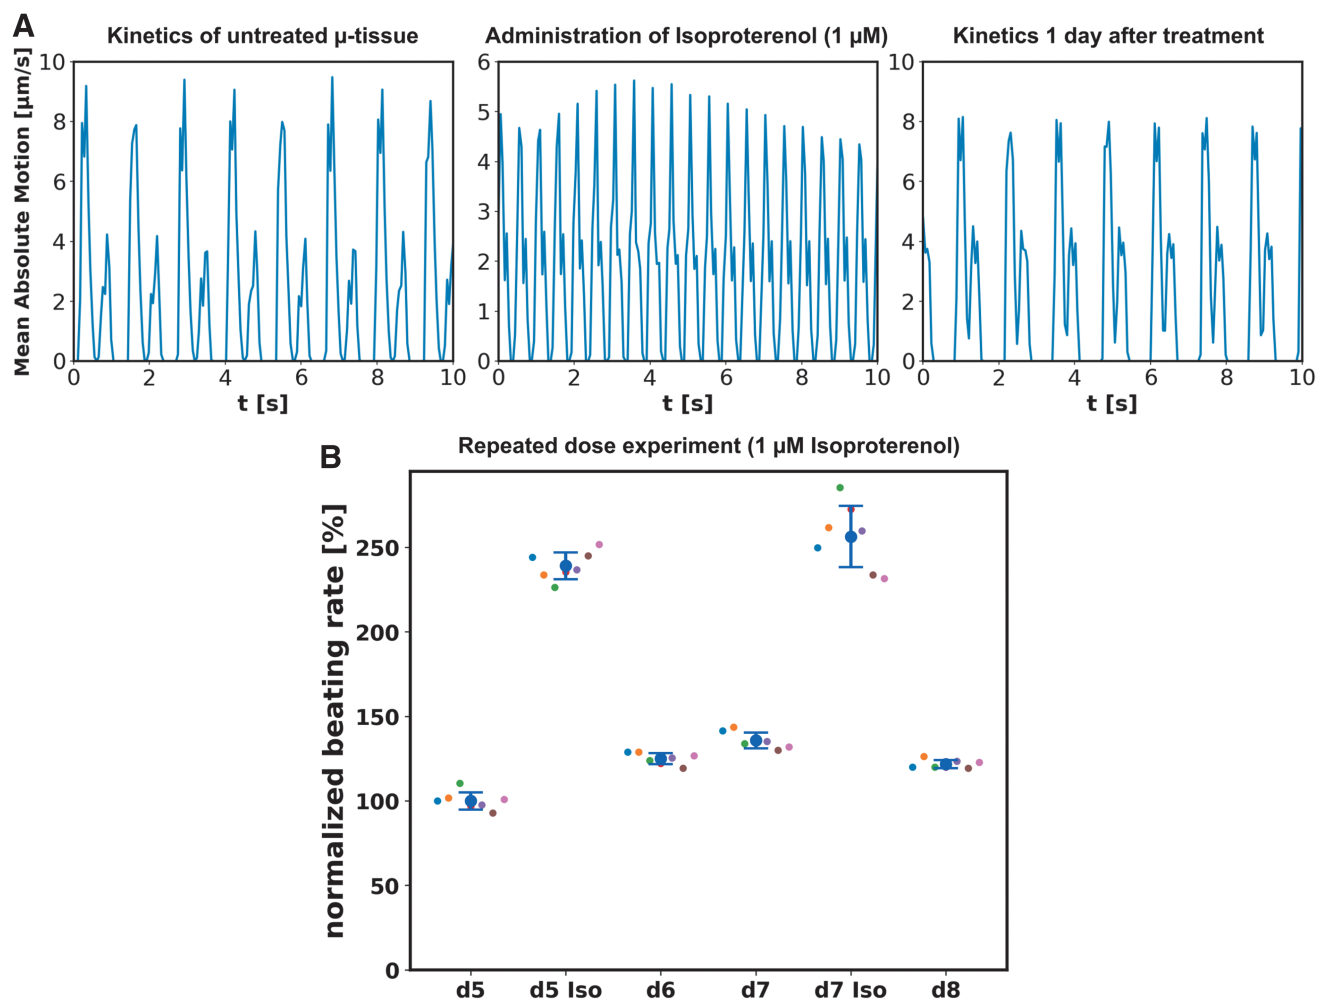 A
Kinetics of untreated µ-tissue
Administration of Isoproterenol (1 µM)
Kinetics 1 day after treatment
Mean Absolute Motion [µm/s]
10
8
6
4
2
0
0 2 4 6 8 10
t [s]
6
5
4
3
2
1
0
0 2 4 6 8 10
t [s]
10
8
6
4
2
0
0 2 4 6 8 10
t [s]
B
Repeated dose experiment (1 µM Isoproterenol)
normalized beating rate [%]
250
200
150
100
50
0
d5 d5 Iso d6 d7 d7 Iso d8